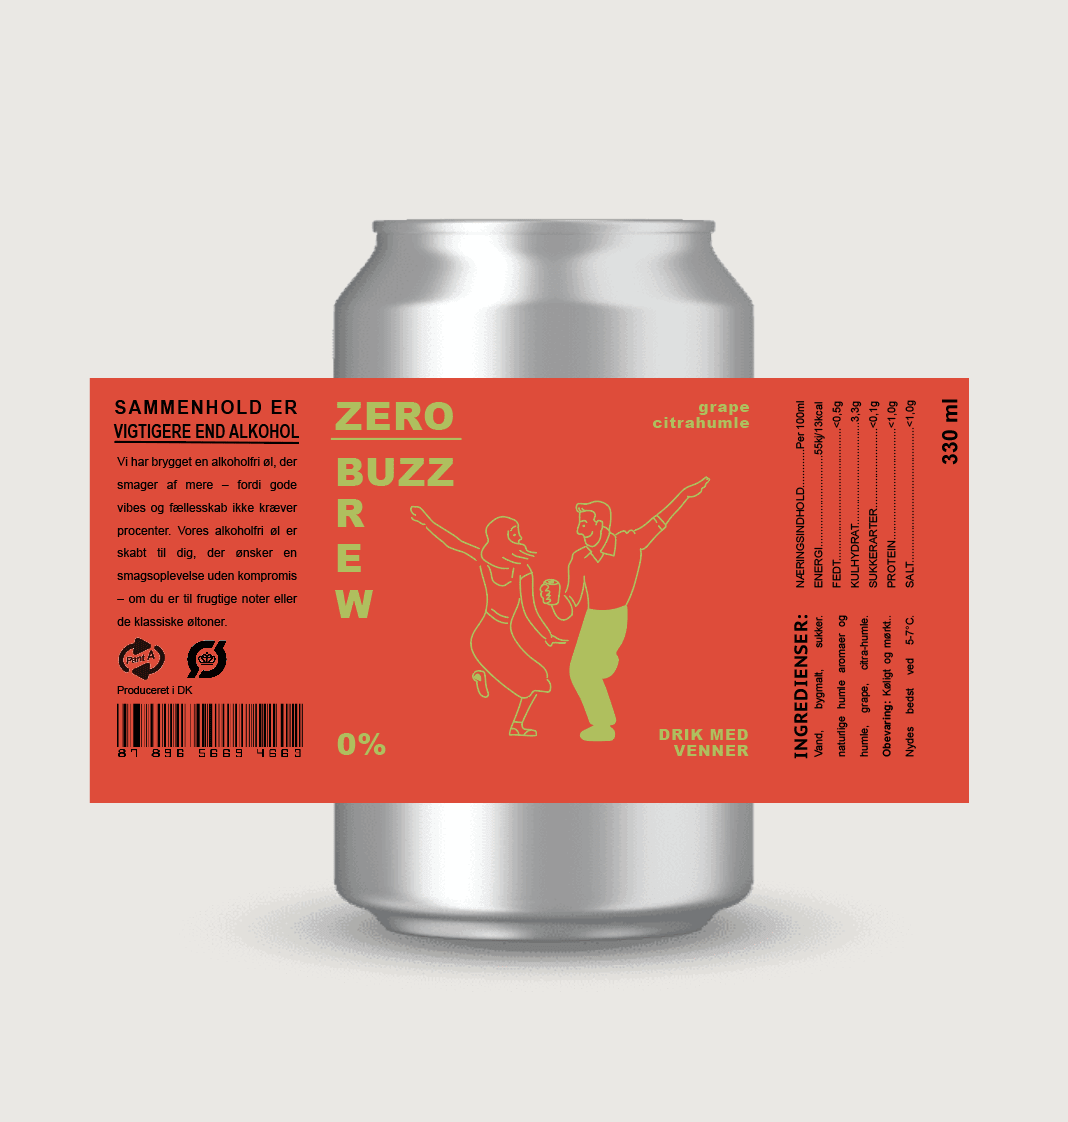 SAMMENHOLD ER
VIGTIGERE END ALKOHOL
Vi har brygget en alkoholfri øl, der
smager af mere – fordi gode
vibes og fællesskab ikke kræver
procenter. Vores alkoholfri øl er
skabt til dig, der ønsker en
smagsoplevelse uden kompromis
– om du er til frugtige noter eller
de klassiske øltoner.
Pant A
Ø
Produceret i DK
87 896 5669 4663
ZERO
BUZZ
R
E
W
0%
grape
citrahumle
DRIK MED
VENNER
NÆRINGSINDHOLD......Per 100ml
ENERGI......55kj/13kcal
FEDT......<0,5g
KULHYDRAT......3,3g
SUKKERARTER......<0,1g
PROTEIN......<1,0g
SALT......<1,0g
INGREDIENSER:
Vand, bygmalt, sukker.
naturlige humle aromaer og
humle, grape, citra-humle.
Obevaring: Køligt og mørkt.
Nydes bedst ved 5-7°C.
330 ml